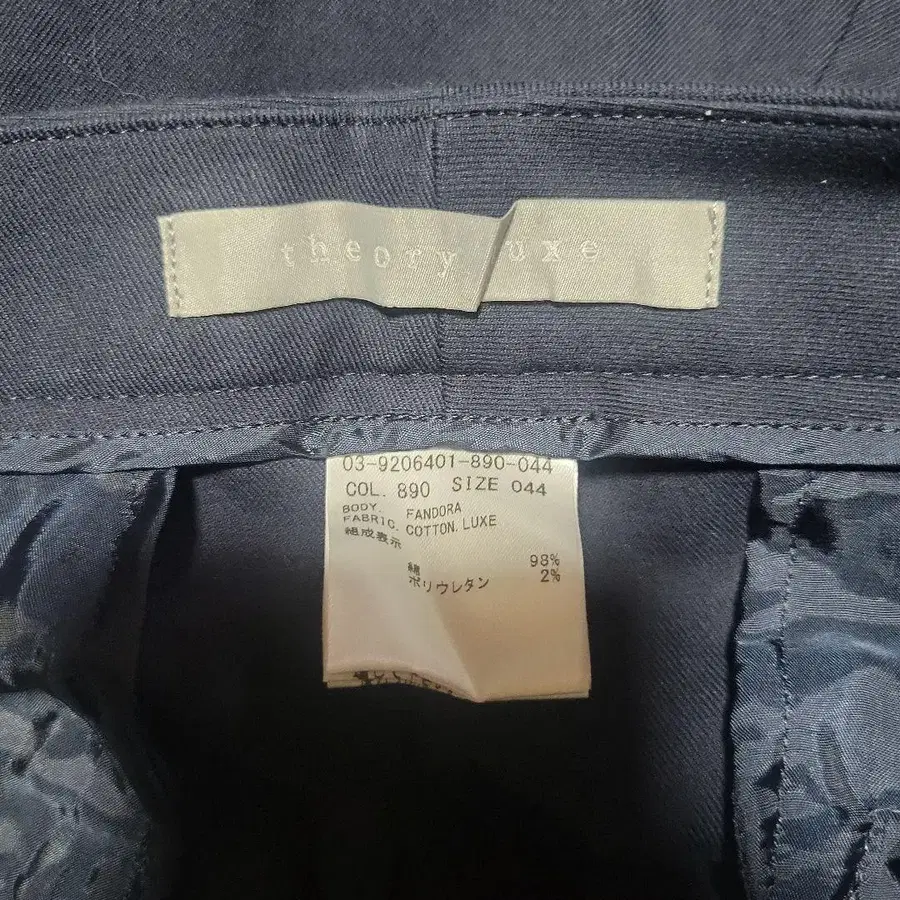 theory luxe
03-9206401-890-044
COL. 890 SIZE 044
BODY. FANDORA
FABRIC. COTTON. LUXE
組成表示
綿 98%
ポリウレタン 2%